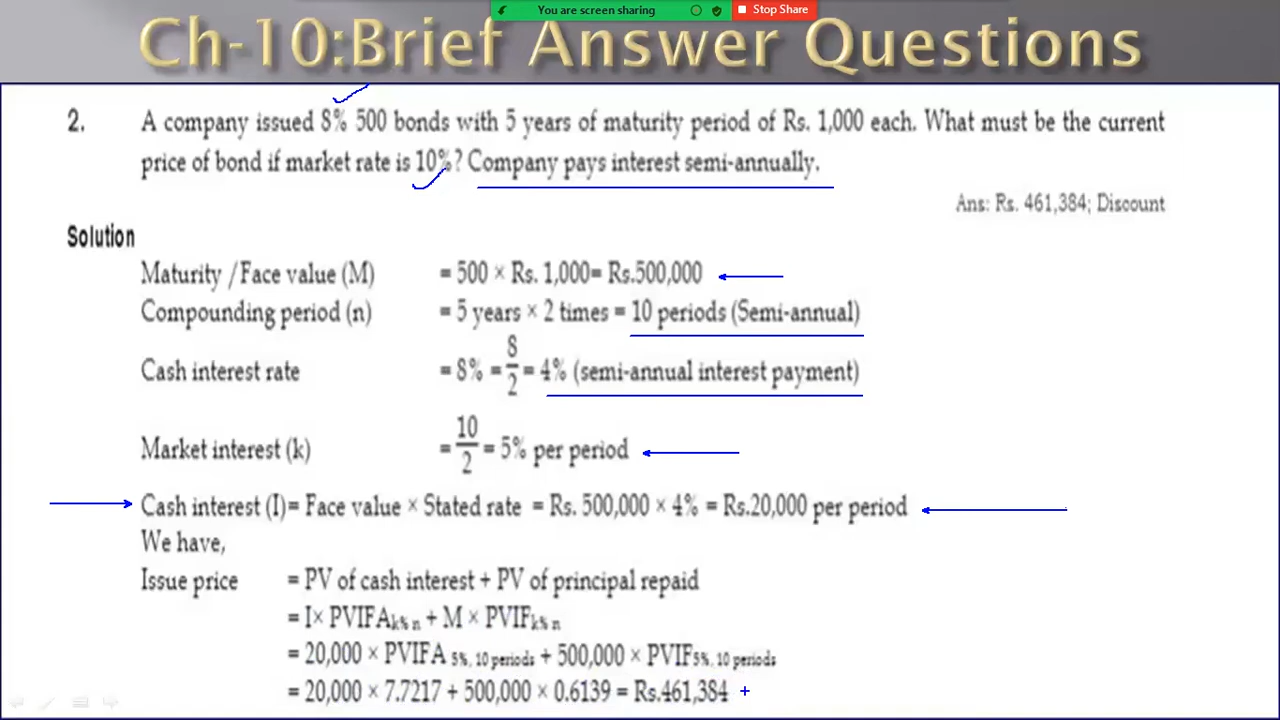 You are screen sharing
Stop Share
Ch-10:Brief Answer Questions
2. A company issued 8% 500 bonds with 5 years of maturity period of Rs. 1,000 each. What must be the current
price of bond if market rate is 10%? Company pays interest semi-annually.
Ans: Rs. 461,384; Discount
Solution
Maturity /Face value (M) = 500 × Rs. 1,000= Rs.500,000
Compounding period (n) = 5 years × 2 times = 10 periods (Semi-annual)
Cash interest rate = 8% = 8/2 = 4% (semi-annual interest payment)
Market interest (k) = 10/2 = 5% per period
Cash interest (I)= Face value × Stated rate = Rs. 500,000 × 4% = Rs.20,000 per period
We have,
Issue price = PV of cash interest + PV of principal repaid
= I× PVIFAk% n + M × PVIFk% n
= 20,000 × PVIFA 5%, 10 periods + 500,000 × PVIF5%, 10 periods
= 20,000 × 7.7217 + 500,000 × 0.6139 = Rs.461,384